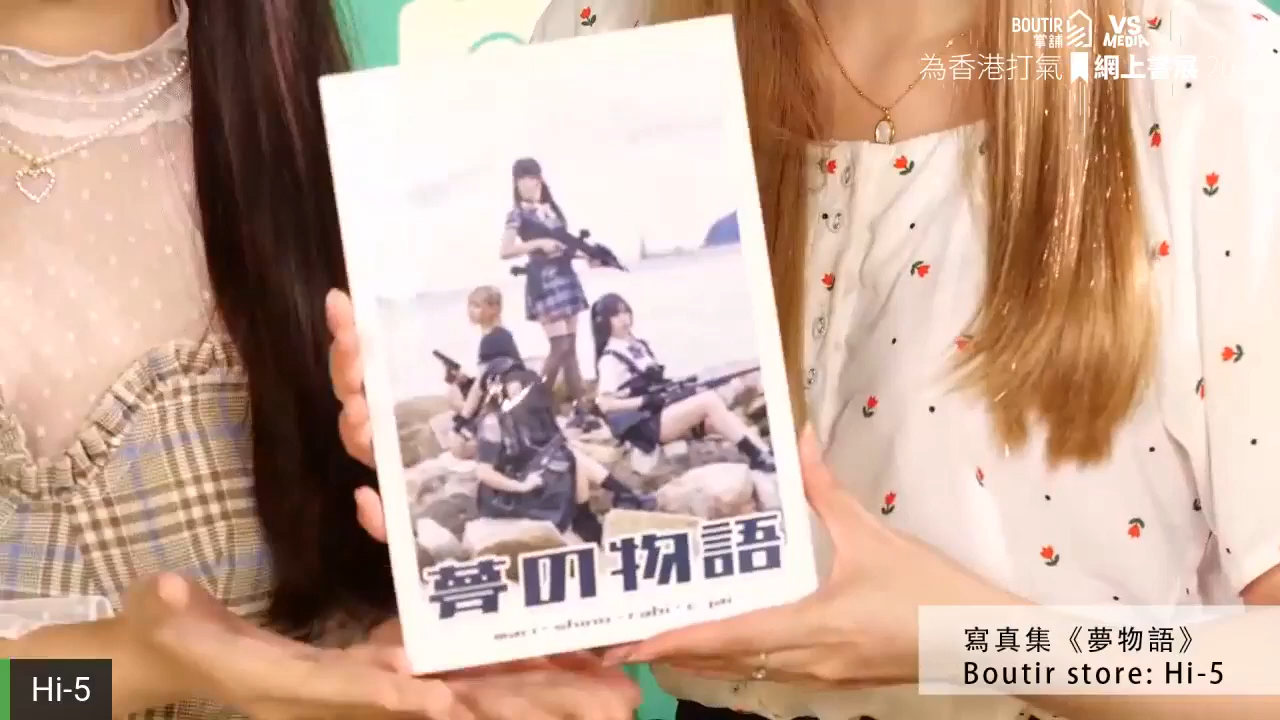 BOUTIR
掌舖
VS
MEDIA
為香港打氣
網上書展
夢の物語
寫真集《夢物語》
Boutir store: Hi-5
Hi-5